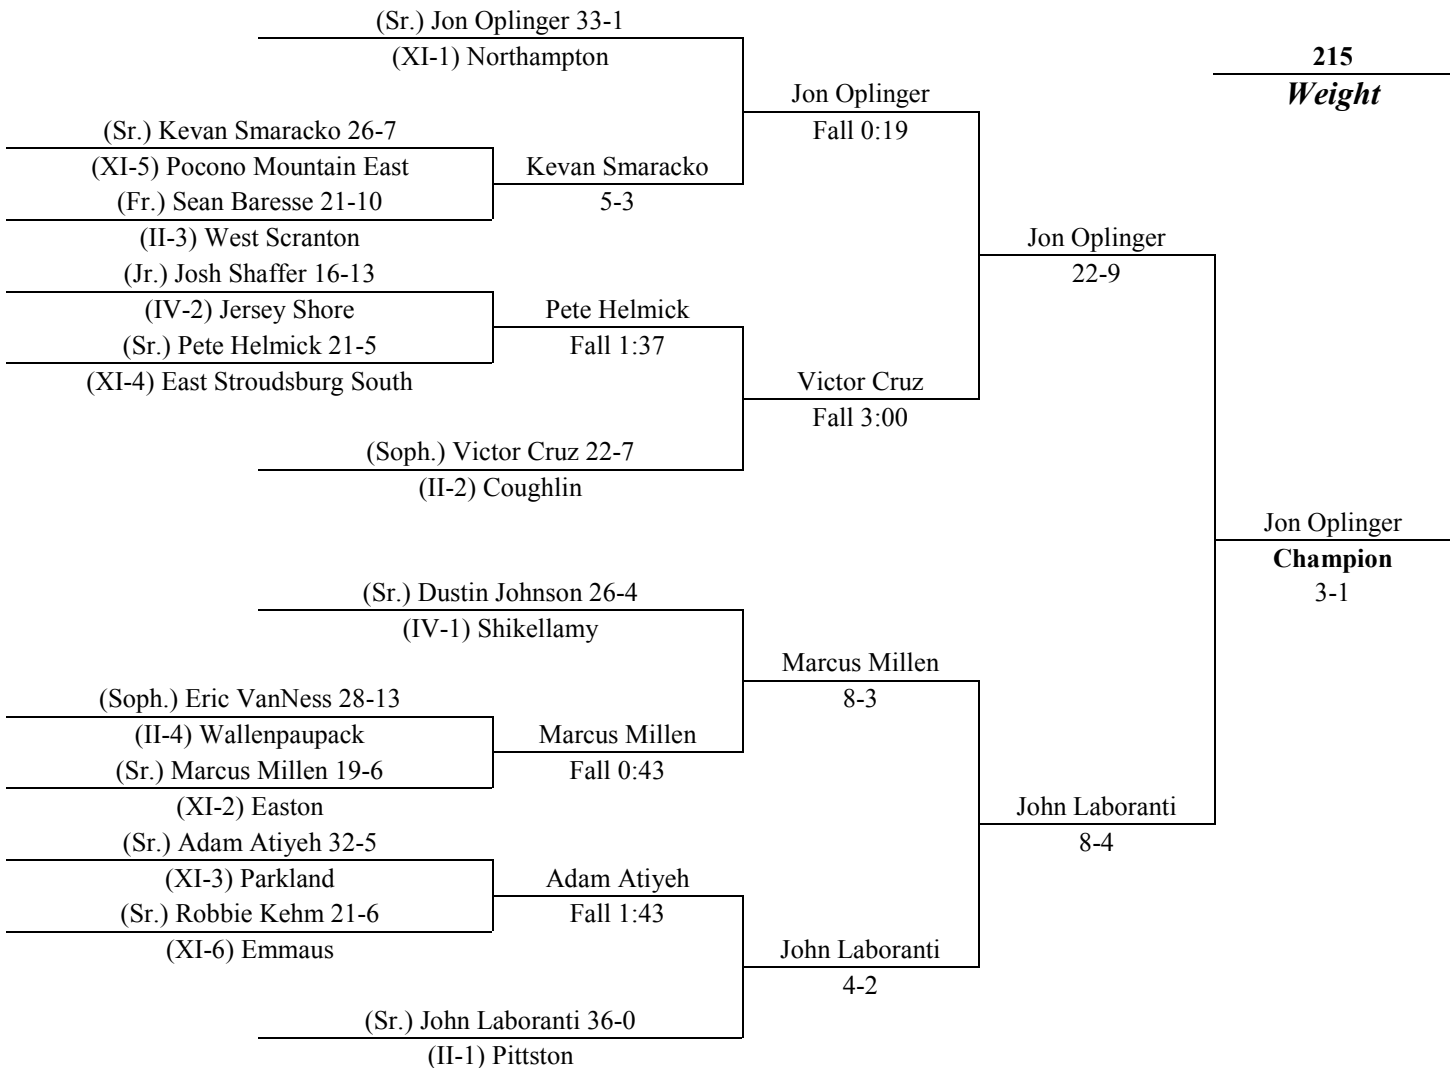 (Sr.) Jon Oplinger 33-1
(XI-1) Northampton
215
Weight
Jon Oplinger
Fall 0:19
(Sr.) Kevan Smaracko 26-7
(XI-5) Pocono Mountain East
Kevan Smaracko
5-3
(Fr.) Sean Baresse 21-10
(II-3) West Scranton
Jon Oplinger
22-9
(Jr.) Josh Shaffer 16-13
(IV-2) Jersey Shore
Pete Helmick
Fall 1:37
(Sr.) Pete Helmick 21-5
(XI-4) East Stroudsburg South
Victor Cruz
Fall 3:00
(Soph.) Victor Cruz 22-7
(II-2) Coughlin
Jon Oplinger
Champion
3-1
(Sr.) Dustin Johnson 26-4
(IV-1) Shikellamy
Marcus Millen
8-3
(Soph.) Eric VanNess 28-13
(II-4) Wallenpaupack
Marcus Millen
Fall 0:43
(Sr.) Marcus Millen 19-6
(XI-2) Easton
John Laboranti
8-4
(Sr.) Adam Atiyeh 32-5
(XI-3) Parkland
Adam Atiyeh
Fall 1:43
(Sr.) Robbie Kehm 21-6
(XI-6) Emmaus
John Laboranti
4-2
(Sr.) John Laboranti 36-0
(II-1) Pittston